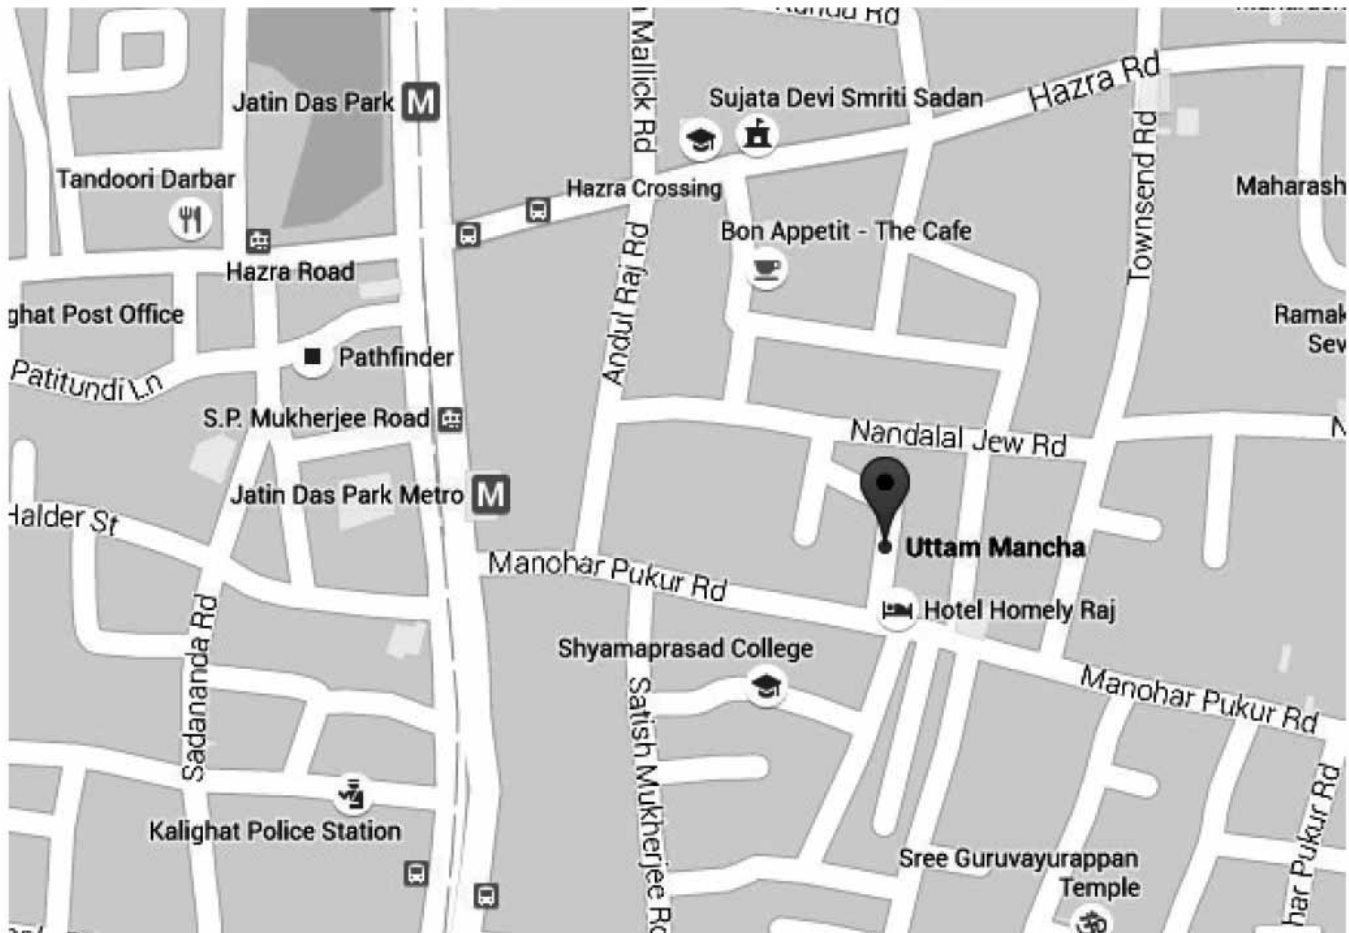 Kundu Rd
Mallick Rd
Hazra Rd
Jatin Das Park
M
Sujata Devi Smriti Sadan
Townsend Rd
Tandoori Darbar
Hazra Crossing
Maharash
Bon Appetit - The Cafe
Hazra Road
Andul Raj Rd
ghat Post Office
Ramak
Sev
Pathfinder
Patitundi Ln
S.P. Mukherjee Road
Nandalal Jew Rd
N
Jatin Das Park Metro
M
Halder St
Uttam Mancha
Manohar Pukur Rd
Hotel Homely Raj
Sadananda Rd
Shyamaprasad College
Satish Mukherjee Rd
Manohar Pukur Rd
Kalighat Police Station
har Pukur Rd
Sree Guruvayurappan
Temple